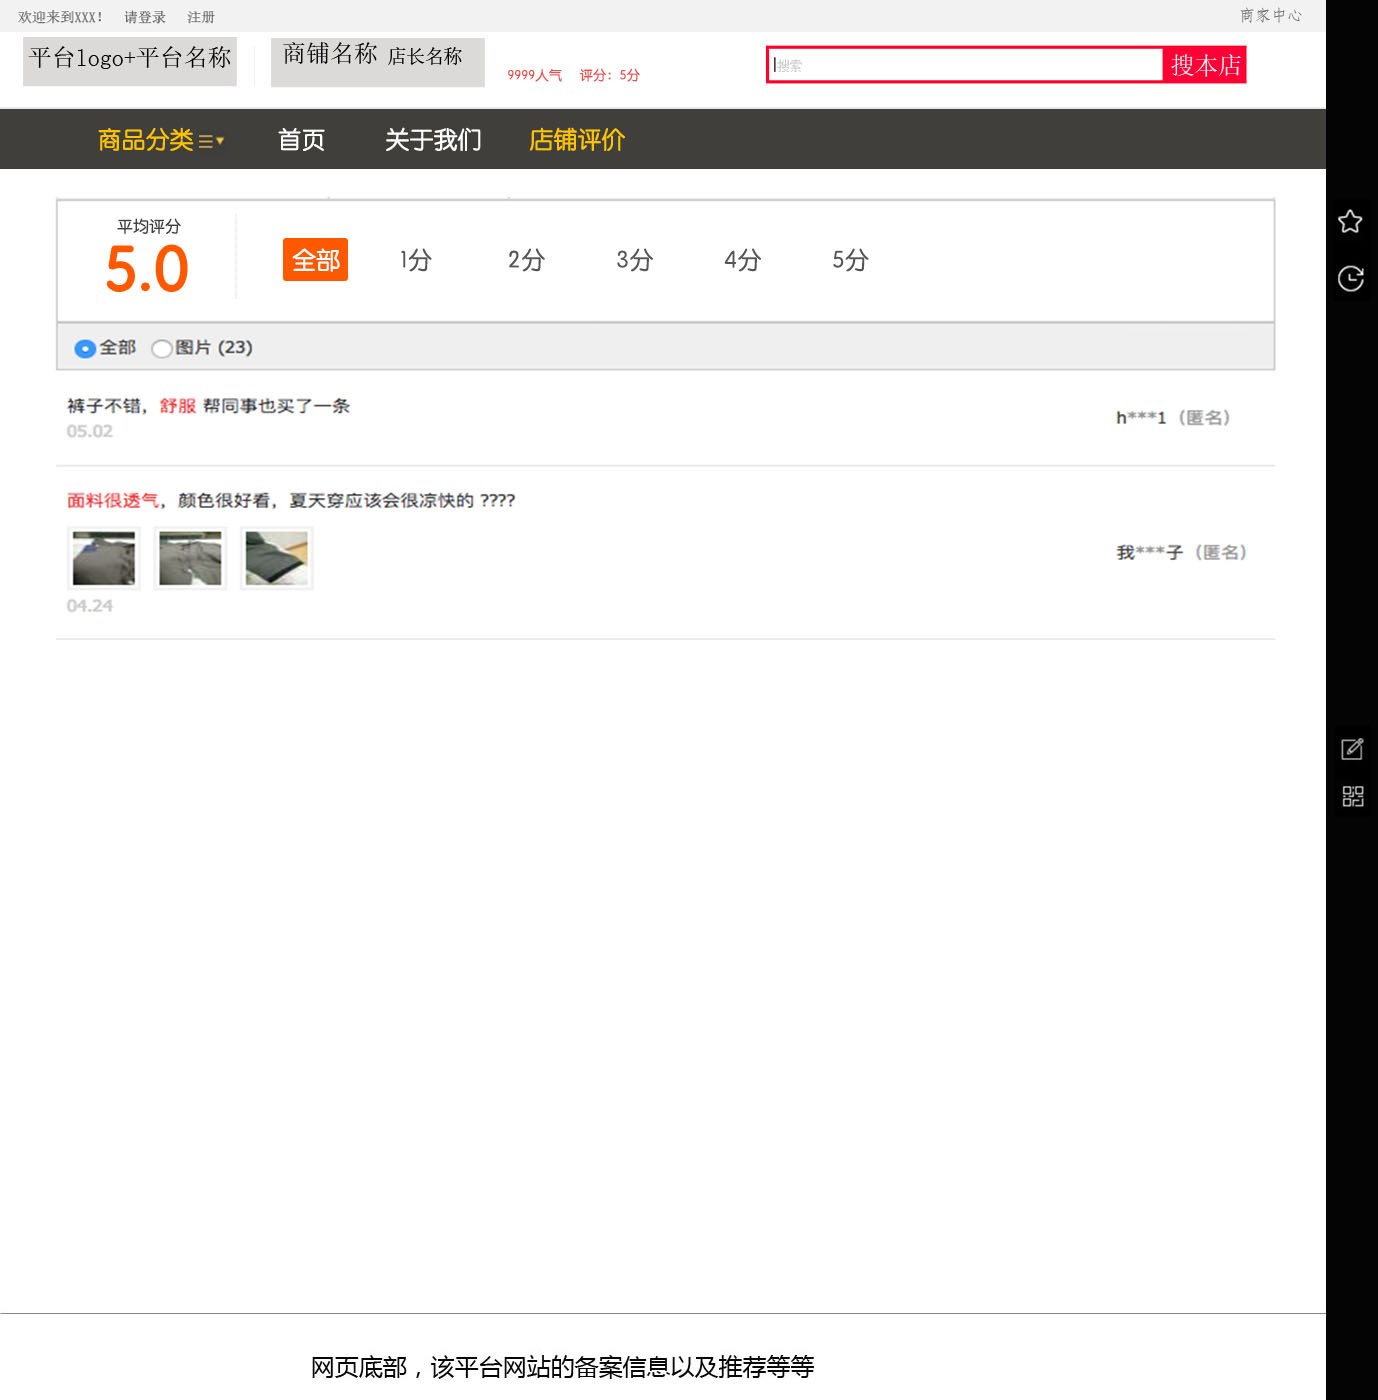 欢迎来到XXX! 请登录 注册 商家中心
平台logo+平台名称 商铺名称 店长名称 9999人气 评分：5分 搜索 搜本店
商品分类 首页 关于我们 店铺评价
平均评分
5.0 全部 1分 2分 3分 4分 5分
全部 图片 (23)
裤子不错，舒服 帮同事也买了一条
h***1（匿名）
05.02
面料很透气，颜色很好看，夏天穿应该会很凉快的 ????
我***子（匿名）
04.24
网页底部，该平台网站的备案信息以及推荐等等